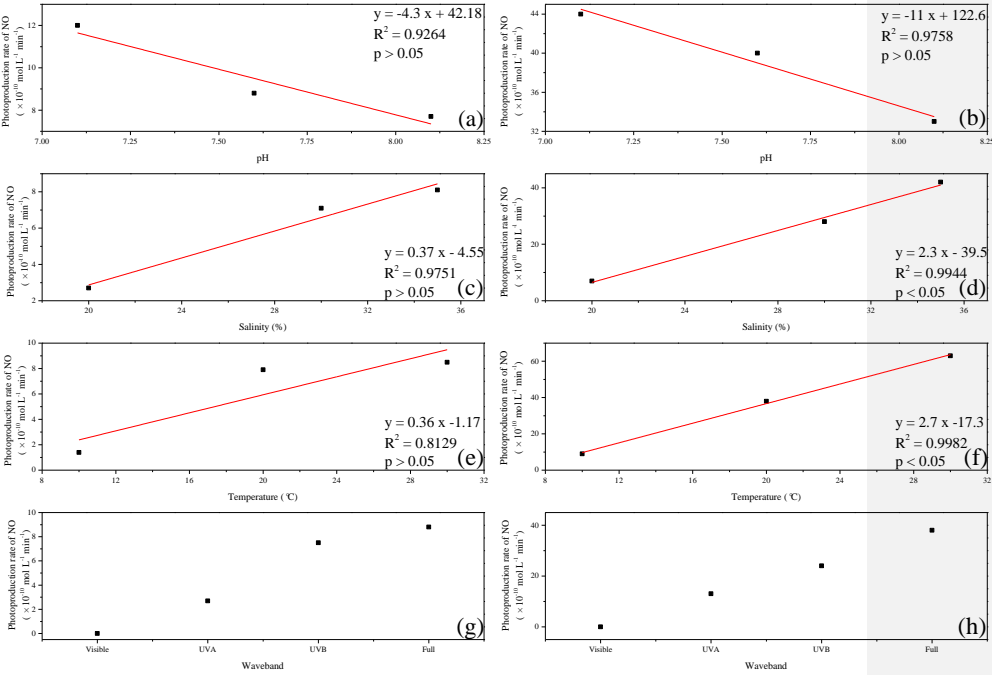 Photoproduction rate of NO
( ×10⁻¹⁰ mol L⁻¹ min⁻¹)
12
10
8
y = -4.3 x + 42.18
R² = 0.9264
p > 0.05
(a)
7.00 7.25 7.50 7.75 8.00 8.25
pH
Photoproduction rate of NO
( ×10⁻¹⁰ mol L⁻¹ min⁻¹)
44
40
36
32
y = -11 x + 122.6
R² = 0.9758
p > 0.05
(b)
7.00 7.25 7.50 7.75 8.00 8.25
pH
Photoproduction rate of NO
( ×10⁻¹⁰ mol L⁻¹ min⁻¹)
8
6
4
2
y = 0.37 x - 4.55
R² = 0.9751
p > 0.05
(c)
20 24 28 32 36
Salinity (%)
Photoproduction rate of NO
( ×10⁻¹⁰ mol L⁻¹ min⁻¹)
40
20
0
y = 2.3 x - 39.5
R² = 0.9944
p < 0.05
(d)
20 24 28 32 36
Salinity (%)
Photoproduction rate of NO
( ×10⁻¹⁰ mol L⁻¹ min⁻¹)
10
8
6
4
2
0
y = 0.36 x -1.17
R² = 0.8129
p > 0.05
(e)
8 12 16 20 24 28 32
Temperature (℃)
Photoproduction rate of NO
( ×10⁻¹⁰ mol L⁻¹ min⁻¹)
60
40
20
0
y = 2.7 x -17.3
R² = 0.9982
p < 0.05
(f)
8 12 16 20 24 28 32
Temperature (℃)
Photoproduction rate of NO
( ×10⁻¹⁰ mol L⁻¹ min⁻¹)
10
8
6
4
2
0
(g)
Visible UVA UVB Full
Waveband
Photoproduction rate of NO
( ×10⁻¹⁰ mol L⁻¹ min⁻¹)
40
20
0
(h)
Visible UVA UVB Full
Waveband